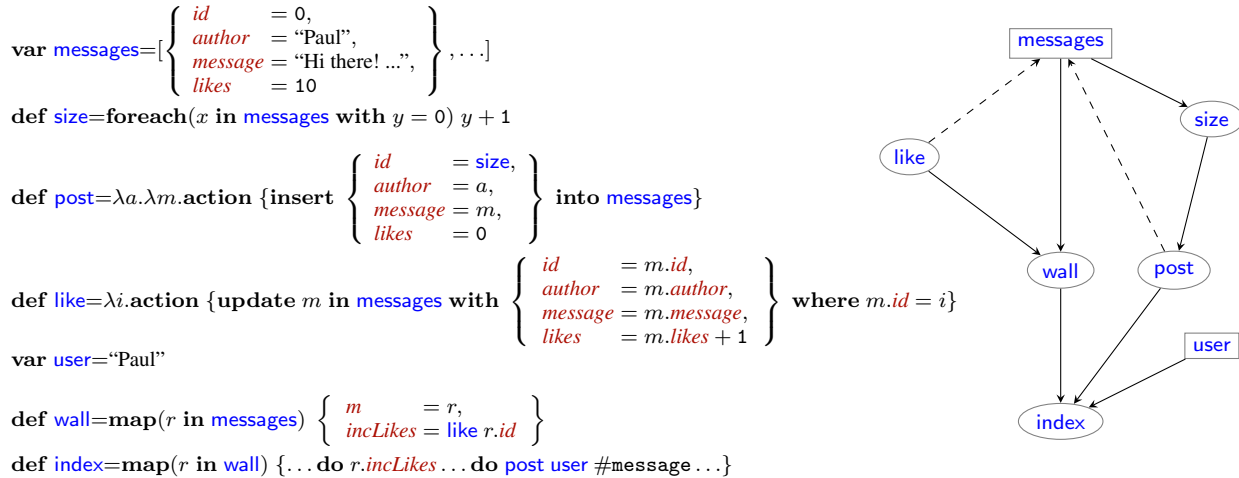 var messages=[{ id = 0,
author = “Paul”,
message = “Hi there! ...”,
likes = 10 } , . . .]
def size=foreach(x in messages with y = 0) y + 1
def post=λa.λm.action {insert { id = size,
author = a,
message = m,
likes = 0 } into messages}
def like=λi.action {update m in messages with { id = m.id,
author = m.author,
message = m.message,
likes = m.likes + 1 } where m.id = i}
var user=“Paul”
def wall=map(r in messages) { m = r,
incLikes = like r.id }
def index=map(r in wall) {. . . do r.incLikes . . . do post user #message . . .}
messages
size
like
wall
post
user
index